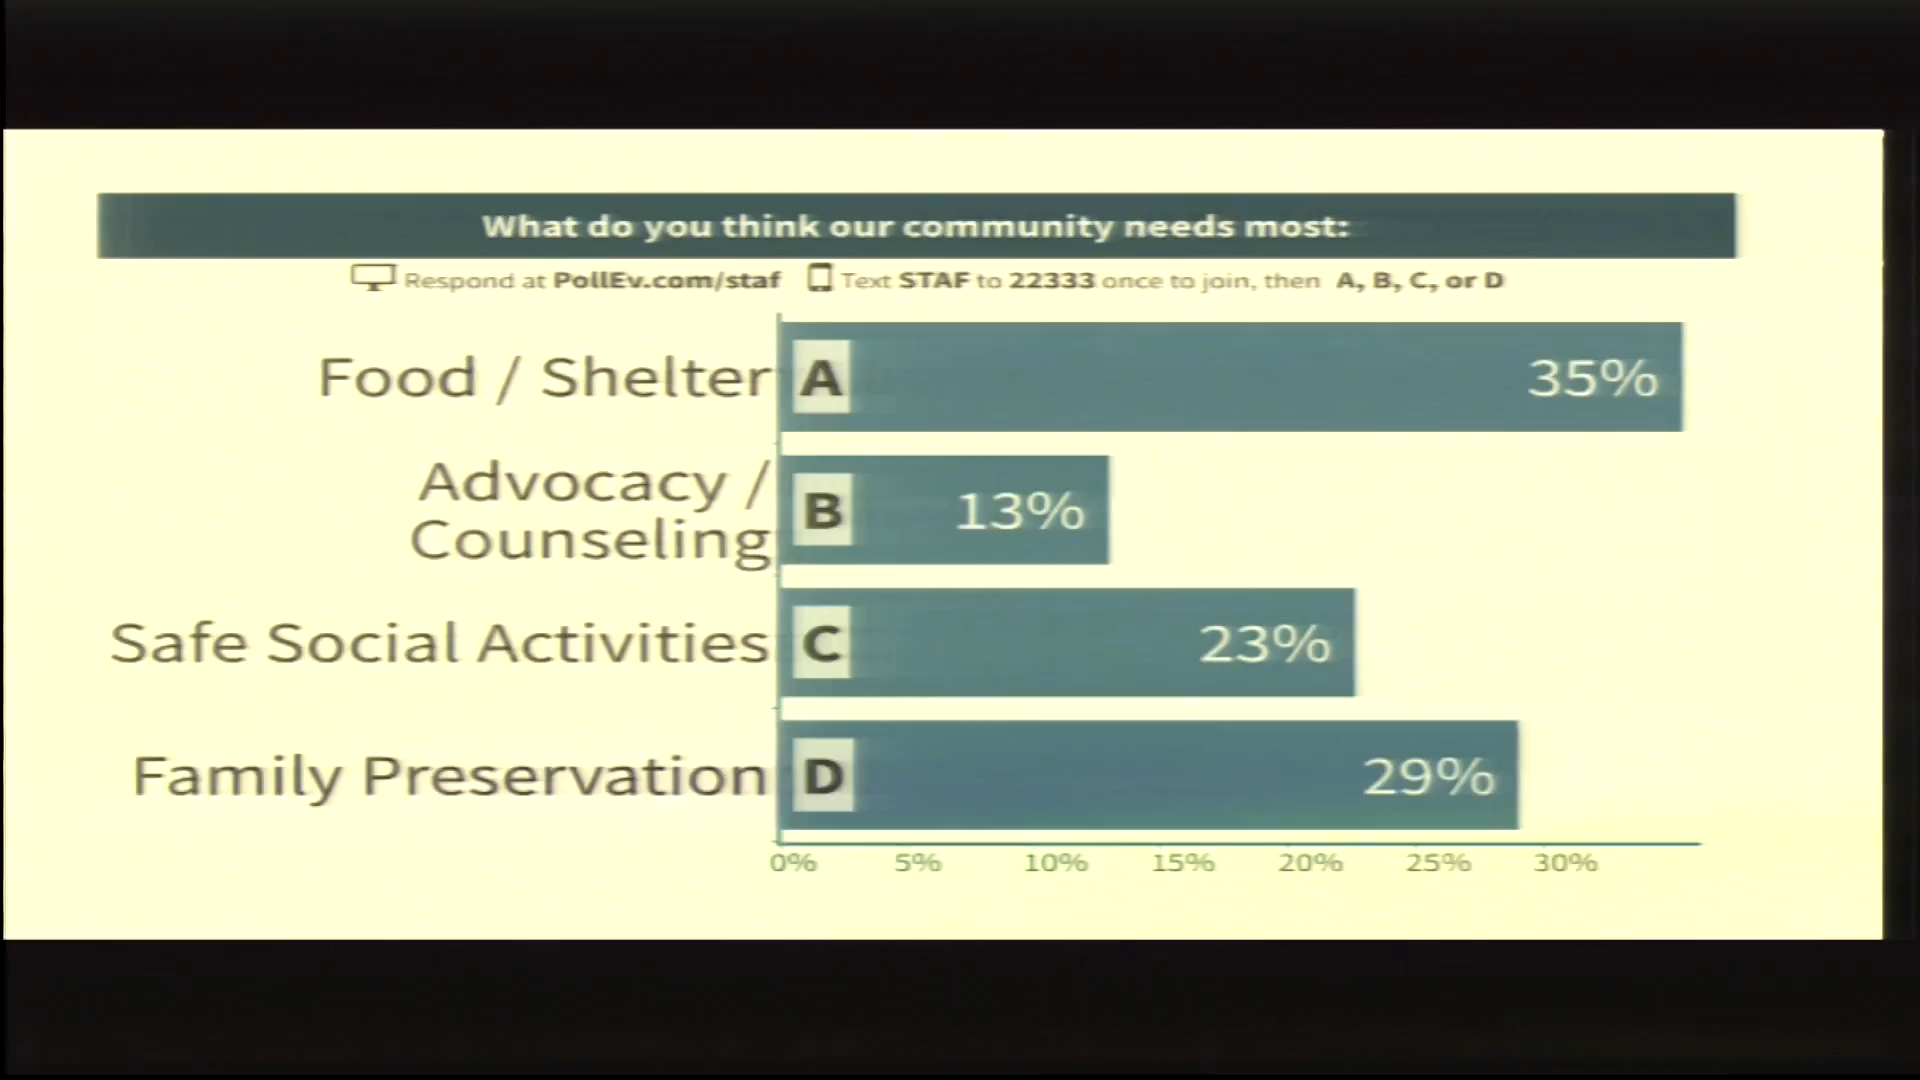 What do you think our community needs most:
Respond at PollEv.com/staf Text STAF to 22333 once to join, then A, B, C, or D
Food / Shelter A 35%
Advocacy /
Counseling B 13%
Safe Social Activities C 23%
Family Preservation D 29%
0% 5% 10% 15% 20% 25% 30%